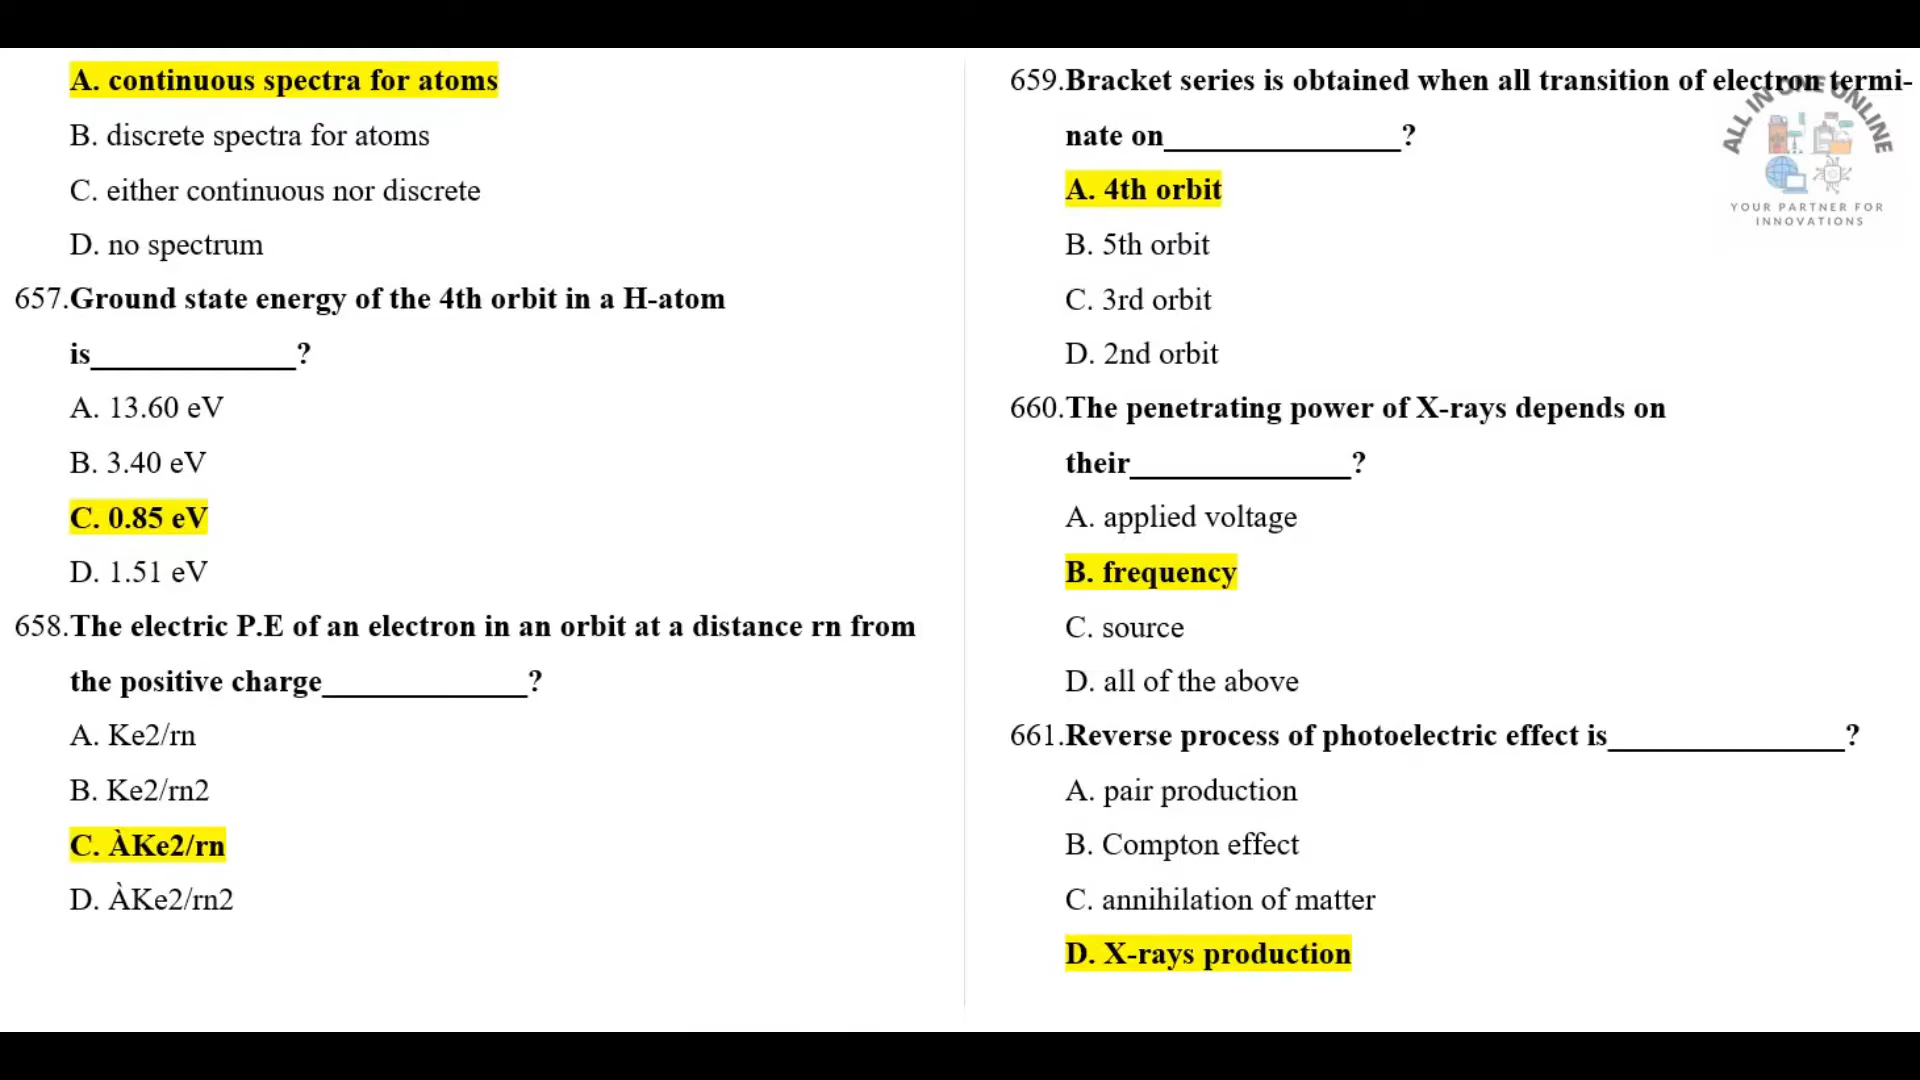 A. continuous spectra for atoms
B. discrete spectra for atoms
C. either continuous nor discrete
D. no spectrum
657.Ground state energy of the 4th orbit in a H-atom
is_____________?
A. 13.60 eV
B. 3.40 eV
C. 0.85 eV
D. 1.51 eV
658.The electric P.E of an electron in an orbit at a distance rn from
the positive charge_____________?
A. Ke2/rn
B. Ke2/rn2
C. ÀKe2/rn
D. ÀKe2/rn2
659.Bracket series is obtained when all transition of electron termi-
nate on_______________?
A. 4th orbit
B. 5th orbit
C. 3rd orbit
D. 2nd orbit
660.The penetrating power of X-rays depends on
their______________?
A. applied voltage
B. frequency
C. source
D. all of the above
661.Reverse process of photoelectric effect is_______________?
A. pair production
B. Compton effect
C. annihilation of matter
D. X-rays production
ALL IN ONE ONLINE
YOUR PARTNER FOR
INNOVATIONS